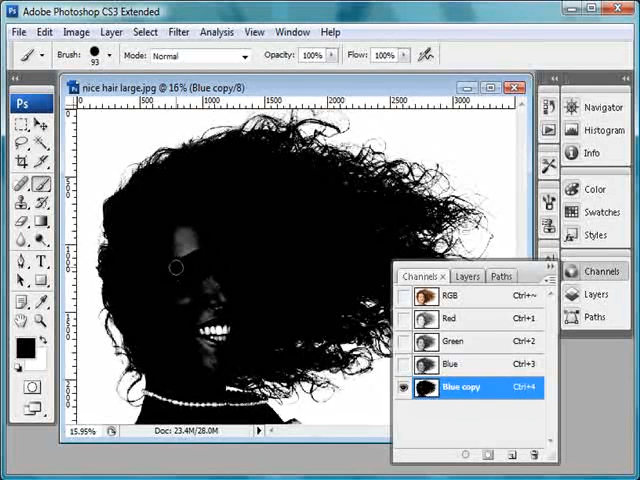 Adobe Photoshop CS3 Extended
File Edit Image Layer Select Filter Analysis View Window Help
Brush: 93 Mode: Normal Opacity: 100% Flow: 100%
nice hair large.jpg @ 16% (Blue copy/8)
0 500 1000 1500 2000 2500 3000
Ps
Navigator
Histogram
Info
Color
Swatches
Styles
Channels
Layers
Paths
Channels × Layers Paths
RGB Ctrl+~
Red Ctrl+1
Green Ctrl+2
Blue Ctrl+3
Blue copy Ctrl+4
15.95% Doc: 23.4M/28.0M